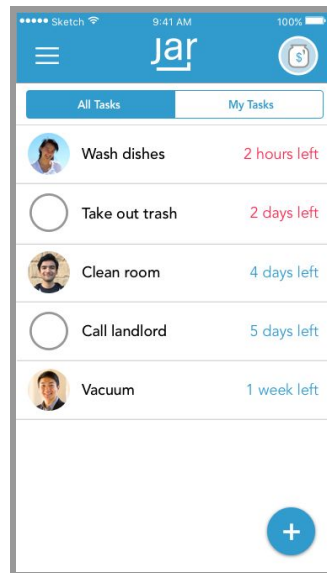 Sketch 9:41 AM 100%
Jar
$
All Tasks My Tasks
Wash dishes 2 hours left
Take out trash 2 days left
Clean room 4 days left
Call landlord 5 days left
Vacuum 1 week left
+